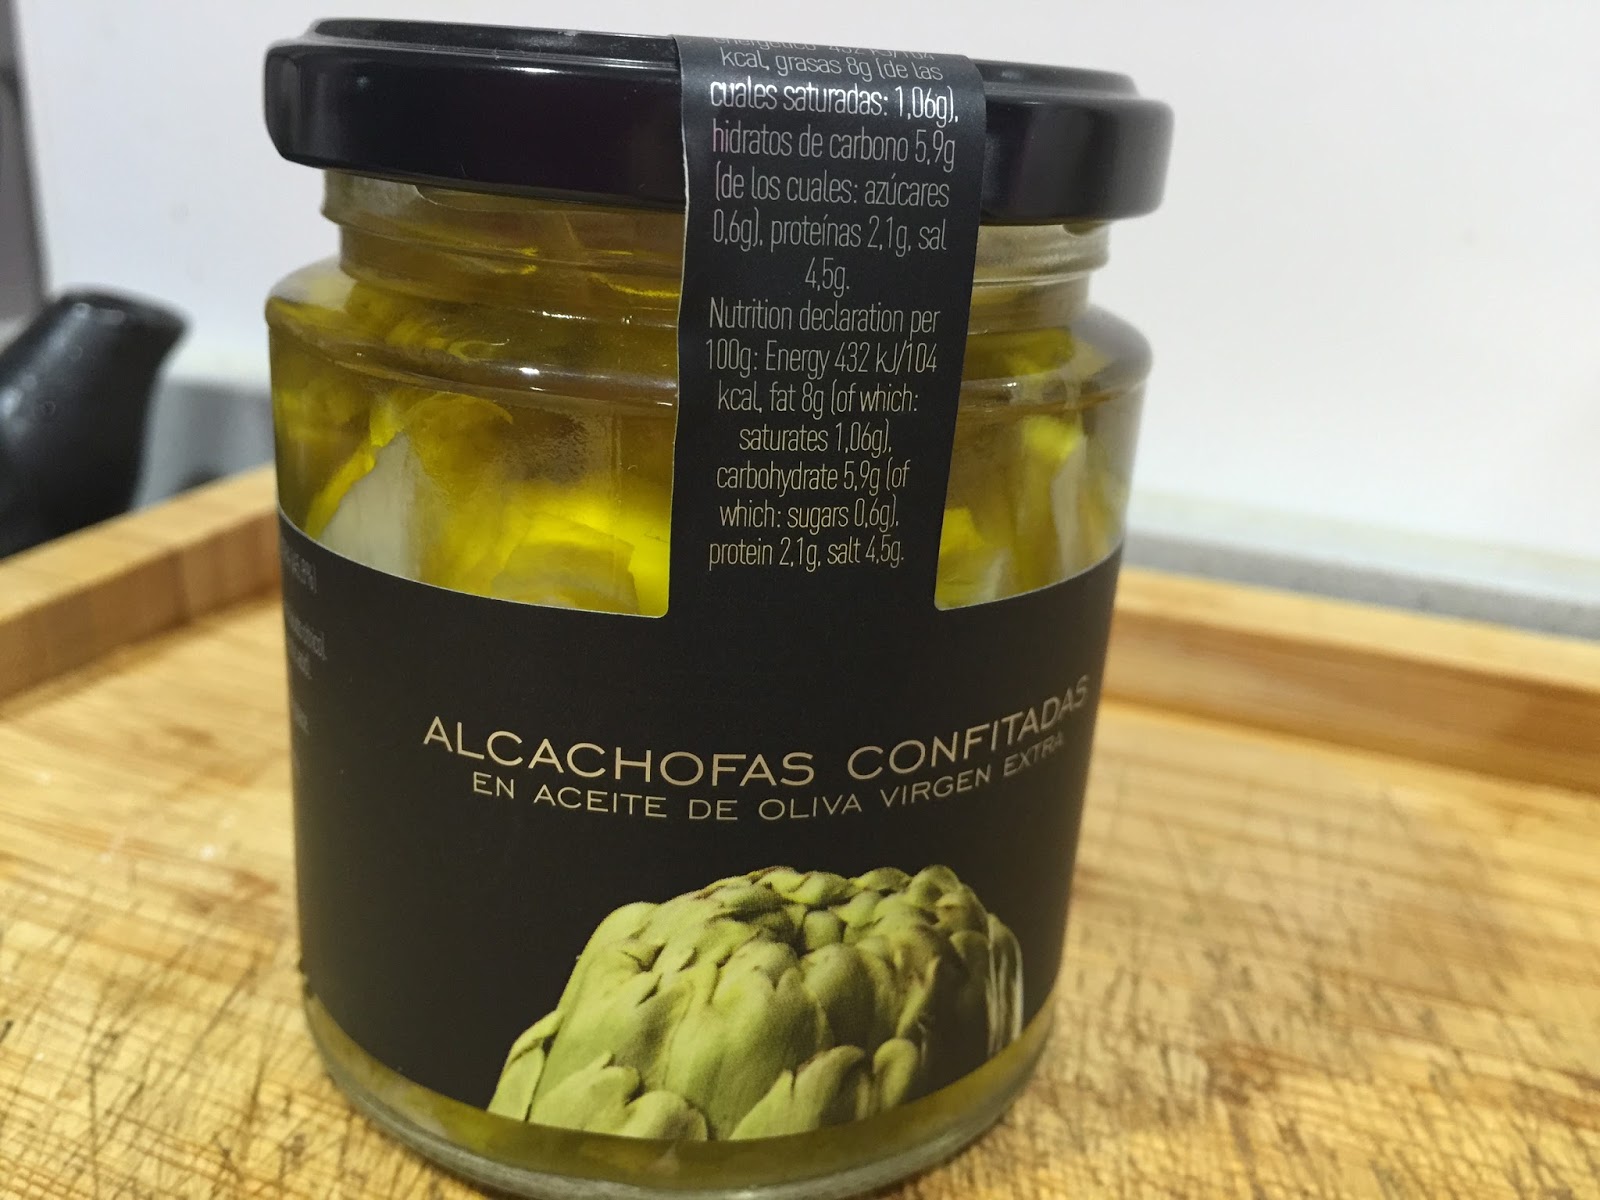 kcal, grasas 8g (de las
cuales saturadas: 1,06g),
hidratos de carbono 5,9g
(de los cuales: azúcares
0,6g), proteínas 2,1g, sal
4,5g.
Nutrition declaration per
100g: Energy 432 kJ/104
kcal, fat 8g (of which:
saturates 1,06g),
carbohydrate 5,9g (of
which: sugars 0,6g),
protein 2,1g, salt 4,5g.
ALCACHOFAS CONFITADAS
EN ACEITE DE OLIVA VIRGEN EXTRA